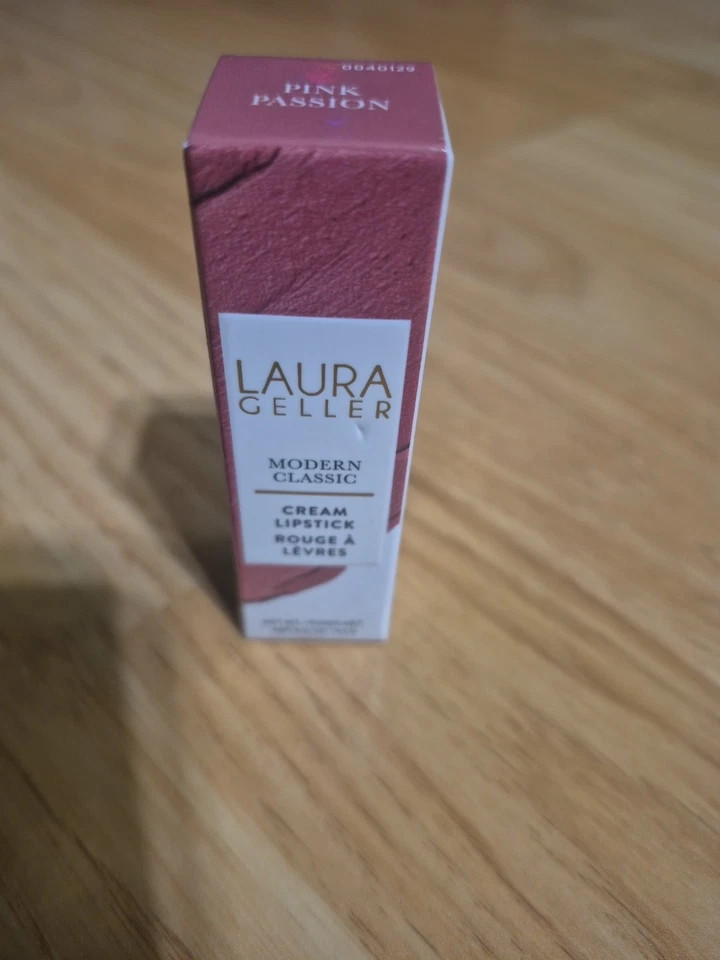 0040129
PINK
PASSION
LAURA
GELLER
MODERN
CLASSIC
CREAM
LIPSTICK
ROUGE À
LÈVRES